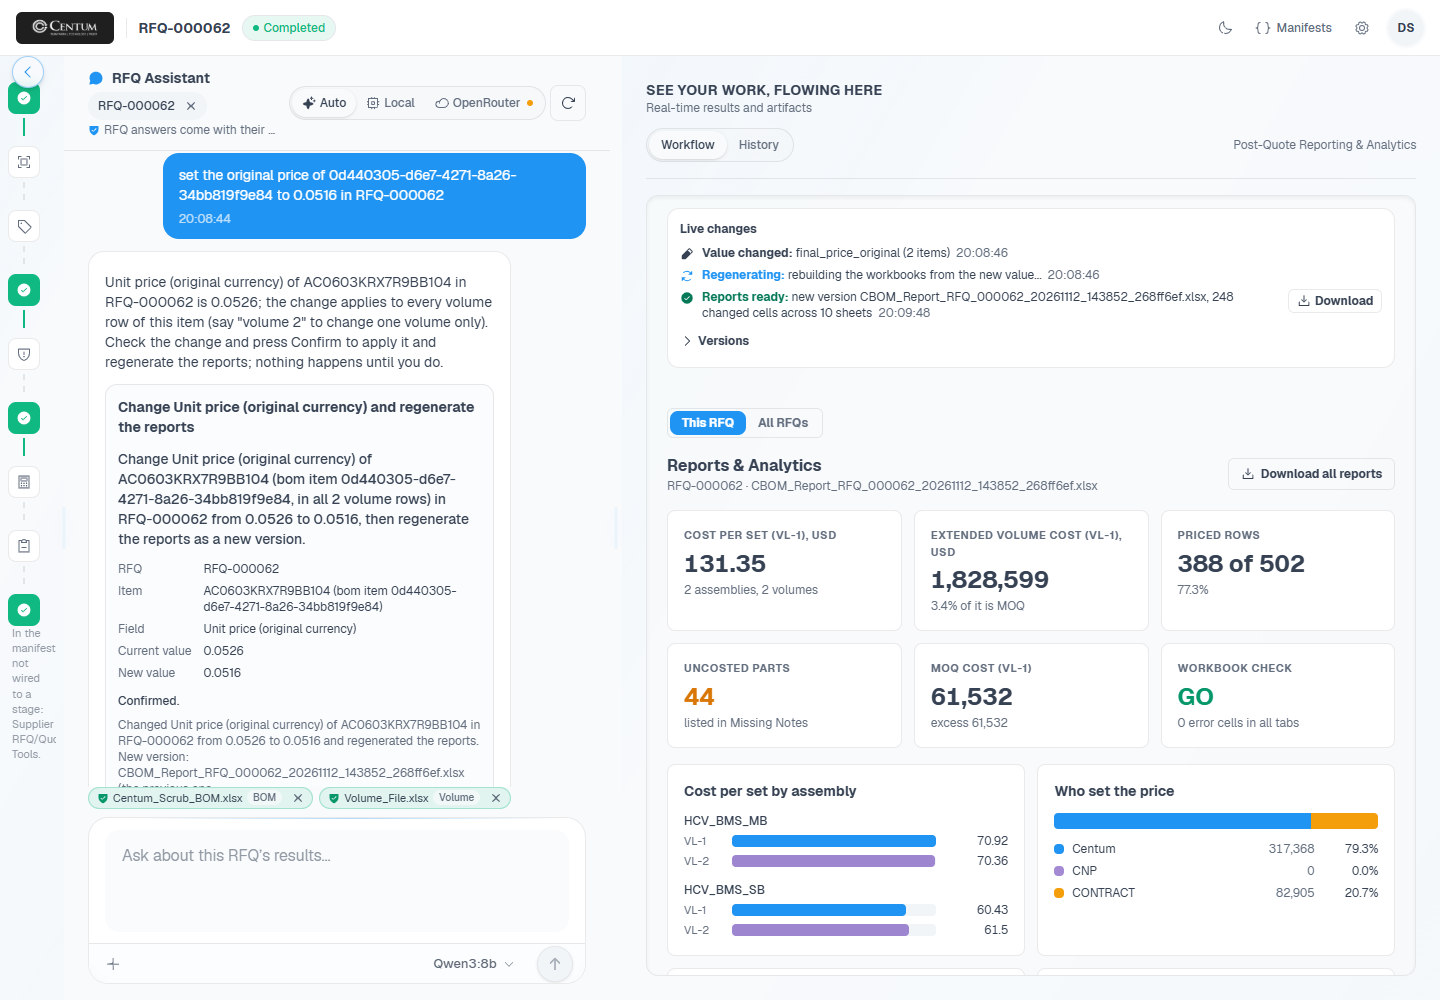 CENTUM
RFQ-000062
Completed
Manifests
DS
RFQ Assistant
RFQ-000062
Auto
Local
OpenRouter
RFQ answers come with their ...
set the original price of 0d440305-d6e7-4271-8a26-
34bb819f9e84 to 0.0516 in RFQ-000062
20:08:44
Unit price (original currency) of AC0603KRX7R9BB104 in
RFQ-000062 is 0.0526; the change applies to every volume
row of this item (say "volume 2" to change one volume only).
Check the change and press Confirm to apply it and
regenerate the reports; nothing happens until you do.
Change Unit price (original currency) and regenerate
the reports
Change Unit price (original currency) of
AC0603KRX7R9BB104 (bom item 0d440305-d6e7-
4271-8a26-34bb819f9e84, in all 2 volume rows) in
RFQ-000062 from 0.0526 to 0.0516, then regenerate
the reports as a new version.
RFQ RFQ-000062
Item AC0603KRX7R9BB104 (bom item 0d440305-
d6e7-4271-8a26-34bb819f9e84)
Field Unit price (original currency)
Current value 0.0526
New value 0.0516
Confirmed.
Changed Unit price (original currency) of AC0603KRX7R9BB104 in
RFQ-000062 from 0.0526 to 0.0516 and regenerated the reports.
New version:
CBOM_Report_RFQ_000062_20261112_143852_268ff6ef.xlsx
Centum_Scrub_BOM.xlsx BOM
Volume_File.xlsx Volume
Ask about this RFQ's results...
Qwen3:8b
In the
manifest
not
wired
to a
stage:
Supplier
RFQ/Quo
Tools.
SEE YOUR WORK, FLOWING HERE
Real-time results and artifacts
Workflow
History
Post-Quote Reporting & Analytics
Live changes
Value changed: final_price_original (2 items) 20:08:46
Regenerating: rebuilding the workbooks from the new value... 20:08:46
Reports ready: new version CBOM_Report_RFQ_000062_20261112_143852_268ff6ef.xlsx, 248
changed cells across 10 sheets 20:09:48
Download
Versions
This RFQ
All RFQs
Reports & Analytics
RFQ-000062 · CBOM_Report_RFQ_000062_20261112_143852_268ff6ef.xlsx
Download all reports
COST PER SET (VL-1), USD
131.35
2 assemblies, 2 volumes
EXTENDED VOLUME COST (VL-1),
USD
1,828,599
3.4% of it is MOQ
PRICED ROWS
388 of 502
77.3%
UNCOSTED PARTS
44
listed in Missing Notes
MOQ COST (VL-1)
61,532
excess 61,532
WORKBOOK CHECK
GO
0 error cells in all tabs
Cost per set by assembly
HCV_BMS_MB
VL-1 70.92
VL-2 70.36
HCV_BMS_SB
VL-1 60.43
VL-2 61.5
Who set the price
Centum 317,368 79.3%
CNP 0 0.0%
CONTRACT 82,905 20.7%